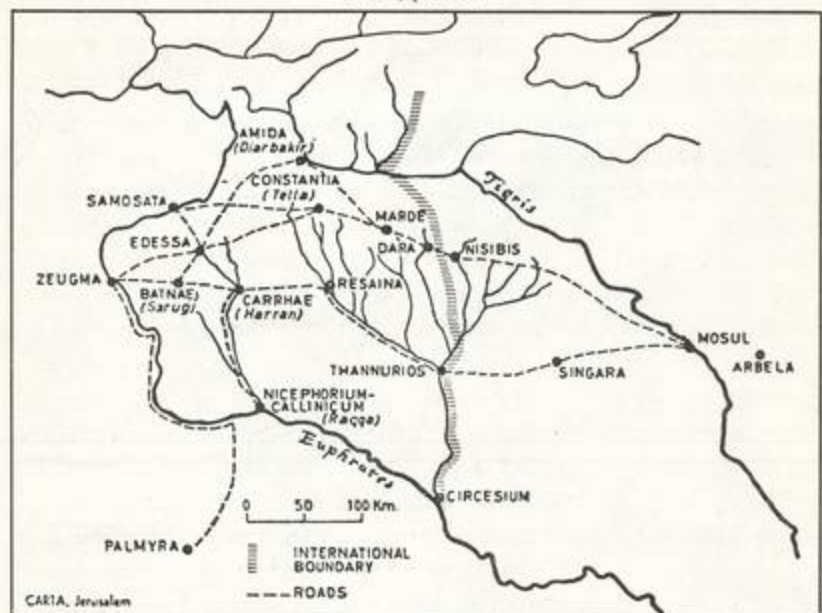 AMIDA
(Diarbakir)
CONSTANTIA
(Tella)
SAMOSATA
MARDE
Tigris
EDESSA
DARA
NISIBIS
ZEUGMA
BATNAE
(Sarug)
CARRHAE
(Harran)
RESAINA
MOSUL
ARBELA
THANNURIOS
SINGARA
NICEPHORIUM-
CALLINICUM
(Raqqa)
Euphrates
CIRCESIUM
0 50 100 Km.
PALMYRA
INTERNATIONAL
BOUNDARY
ROADS
CARTA, Jerusalem